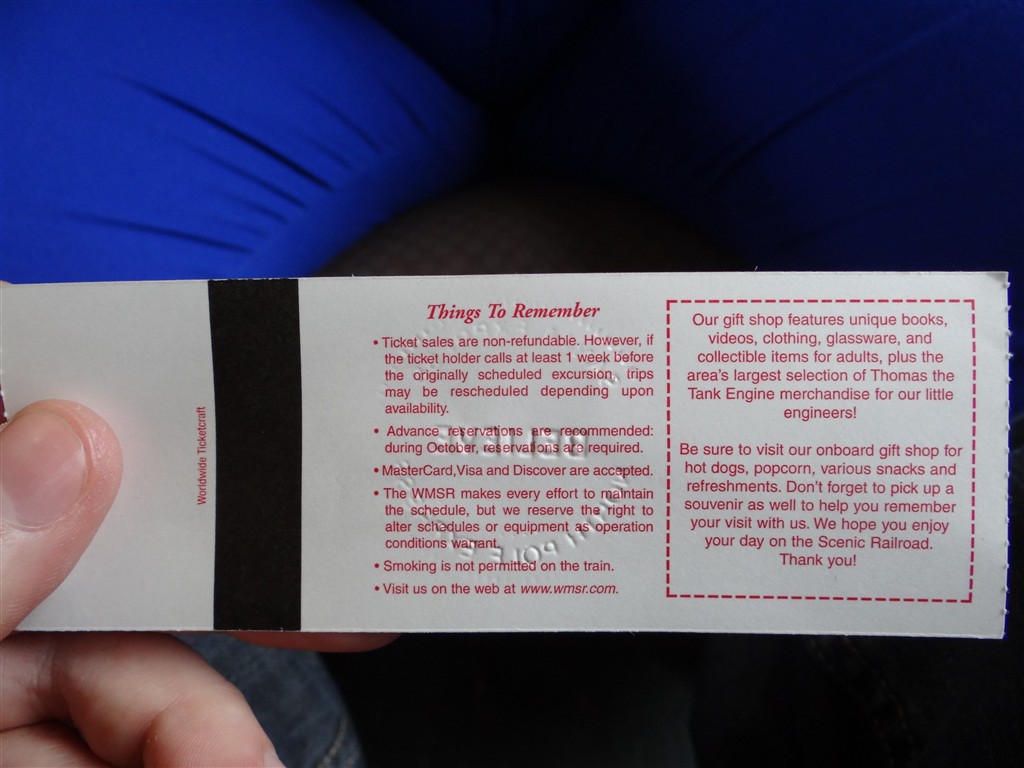 Things To Remember
• Ticket sales are non-refundable. However, if
the ticket holder calls at least 1 week before
the originally scheduled excursion, trips
may be rescheduled depending upon
availability.
• Advance reservations are recommended:
during October, reservations are required.
• MasterCard,Visa and Discover are accepted.
• The WMSR makes every effort to maintain
the schedule, but we reserve the right to
alter schedules or equipment as operation
conditions warrant.
• Smoking is not permitted on the train.
• Visit us on the web at www.wmsr.com.
Our gift shop features unique books,
videos, clothing, glassware, and
collectible items for adults, plus the
area's largest selection of Thomas the
Tank Engine merchandise for our little
engineers!
Be sure to visit our onboard gift shop for
hot dogs, popcorn, various snacks and
refreshments. Don't forget to pick up a
souvenir as well to help you remember
your visit with us. We hope you enjoy
your day on the Scenic Railroad.
Thank you!
Worldwide Ticketcraft
BELIEVE